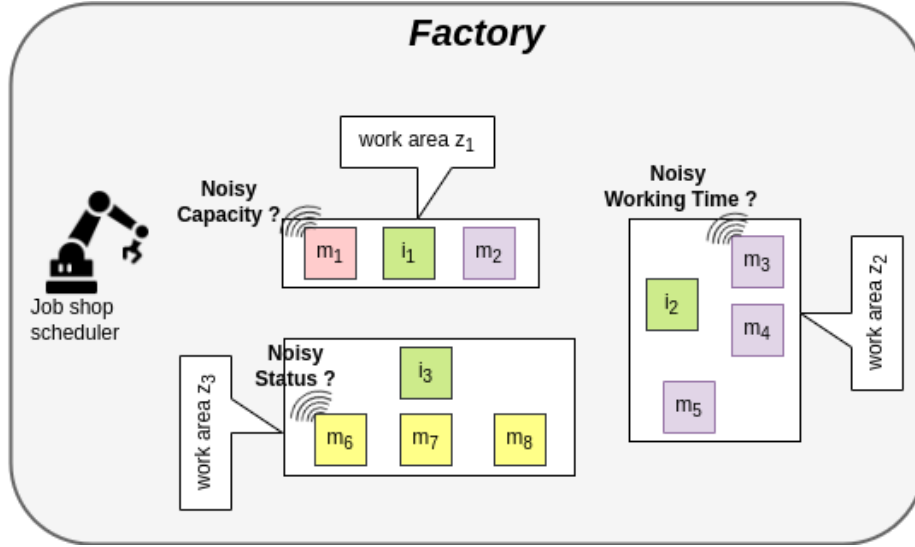 Factory
work area z1
Noisy
Capacity ?
m1
i1
m2
Noisy
Working Time ?
m3
i2
m4
m5
work area z2
Job shop
scheduler
Noisy
Status ?
i3
m6
m7
m8
work area z3